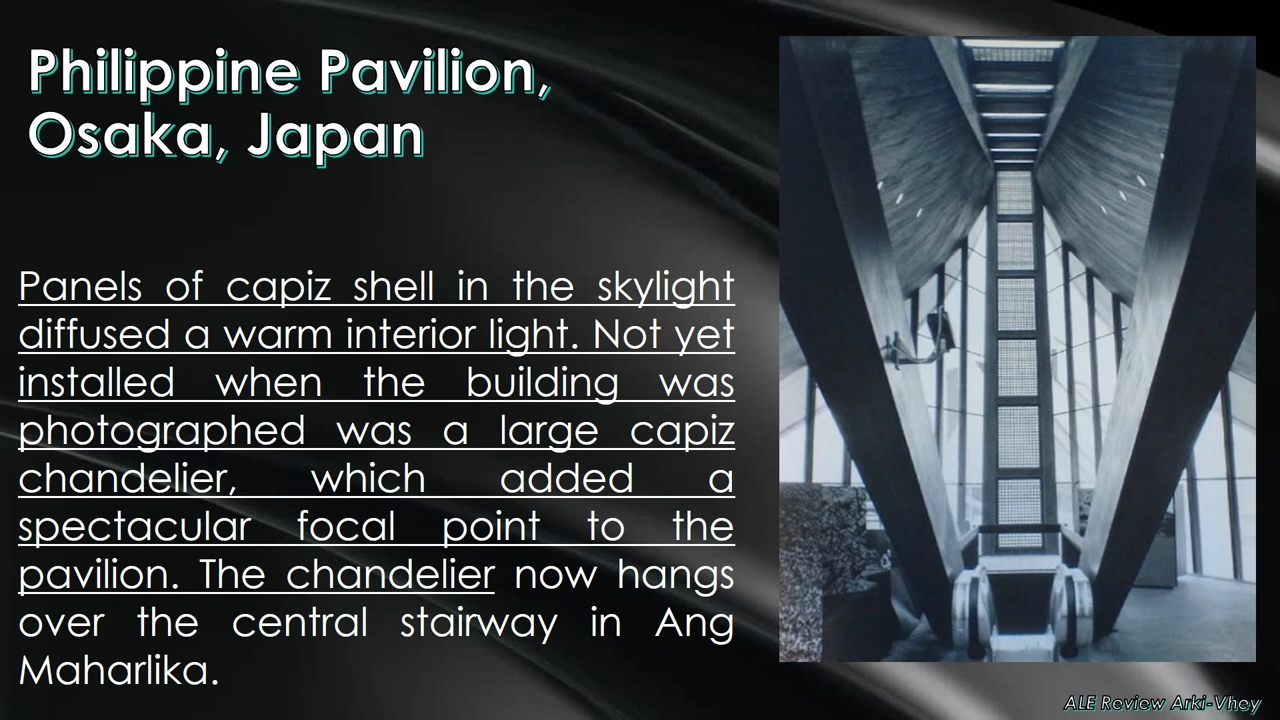 Philippine Pavilion,
Osaka, Japan
Panels of capiz shell in the skylight
diffused a warm interior light. Not yet
installed when the building was
photographed was a large capiz
chandelier, which added a
spectacular focal point to the
pavilion. The chandelier now hangs
over the central stairway in Ang
Maharlika.
ALE Review Arki-Vhey